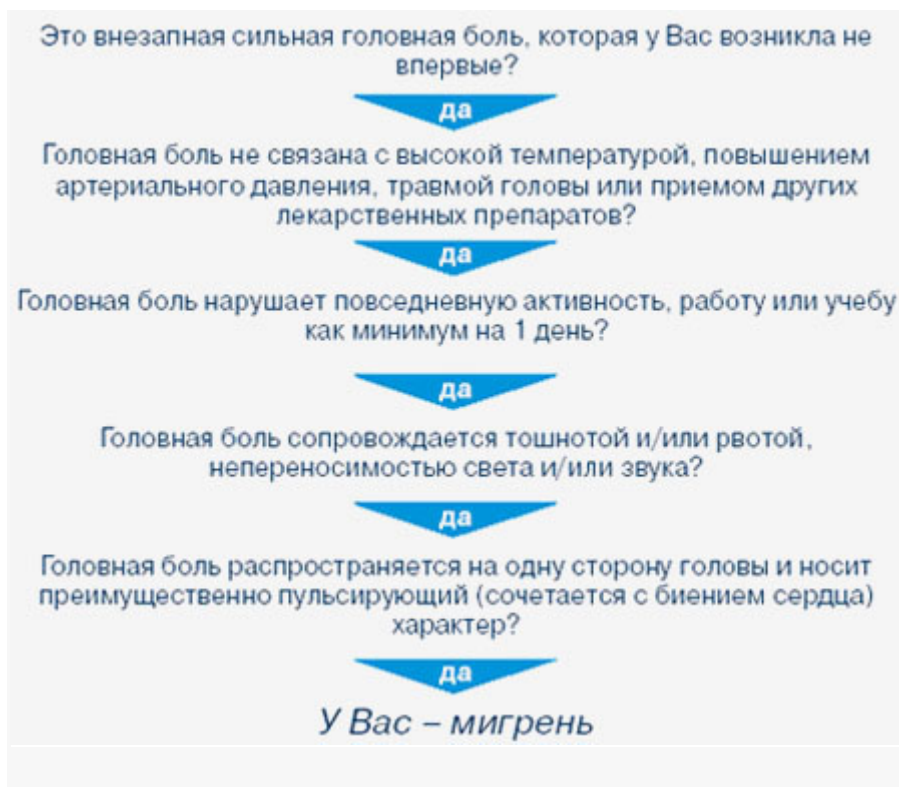 Это внезапная сильная головная боль, которая у Вас возникла не
впервые?
да
Головная боль не связана с высокой температурой, повышением
артериального давления, травмой головы или приемом других
лекарственных препаратов?
да
Головная боль нарушает повседневную активность, работу или учебу
как минимум на 1 день?
да
Головная боль сопровождается тошнотой и/или рвотой,
непереносимостью света и/или звука?
да
Головная боль распространяется на одну сторону головы и носит
преимущественно пульсирующий (сочетается с биением сердца)
характер?
да
У Вас – мигрень